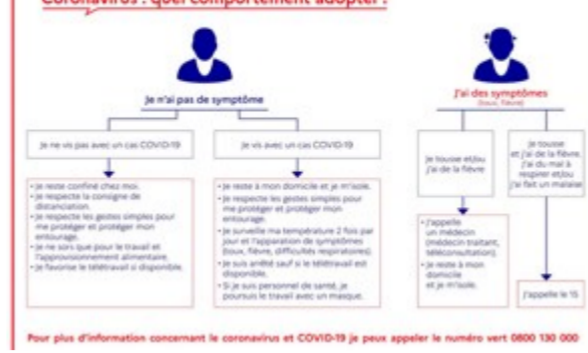 Coronavirus : quel comportement adopter ?
Je n'ai pas de symptôme
Je ne vis pas avec un cas COVID-19
• Je reste confiné chez moi.
• Je respecte la consigne de
distanciation.
• Je respecte les gestes simples pour
me protéger et protéger mon
entourage.
• Je ne sors que pour le travail et
l'approvisionnement alimentaire.
• Je favorise le télétravail si disponible.
Je vis avec un cas COVID-19
• Je reste à mon domicile et je m'isole.
• Je respecte les gestes simples pour
me protéger et protéger mon
entourage.
• Je surveille ma température 2 fois par
jour et l'apparition de symptômes
(toux, fièvre, difficultés respiratoires).
• Je suis arrêté sauf si le télétravail est
disponible.
• Si je suis personnel de santé, je
poursuis le travail avec un masque.
J'ai des symptômes
(toux, fièvre)
Je tousse et/ou
j'ai de la fièvre
• J'appelle
un médecin
(médecin traitant,
téléconsultation).
• Je reste à mon
domicile
et je m'isole.
Je tousse
et j'ai de la fièvre.
J'ai du mal à
respirer et/ou
j'ai fait un malaise
J'appelle le 15
Pour plus d'information concernant le coronavirus et COVID-19 je peux appeler le numéro vert 0800 130 000